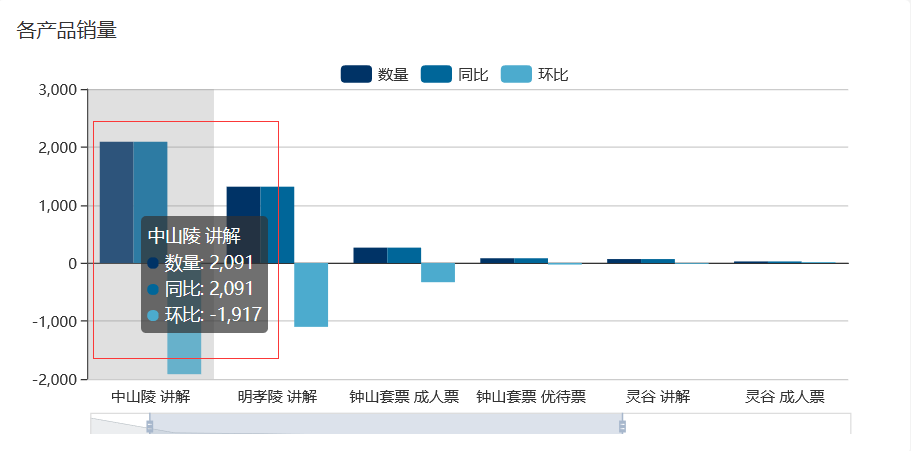 各产品销量
数量 同比 环比
3,000
2,000
1,000
0
-1,000
-2,000
中山陵 讲解
数量: 2,091
同比: 2,091
环比: -1,917
中山陵 讲解 明孝陵 讲解 钟山套票 成人票 钟山套票 优待票 灵谷 讲解 灵谷 成人票